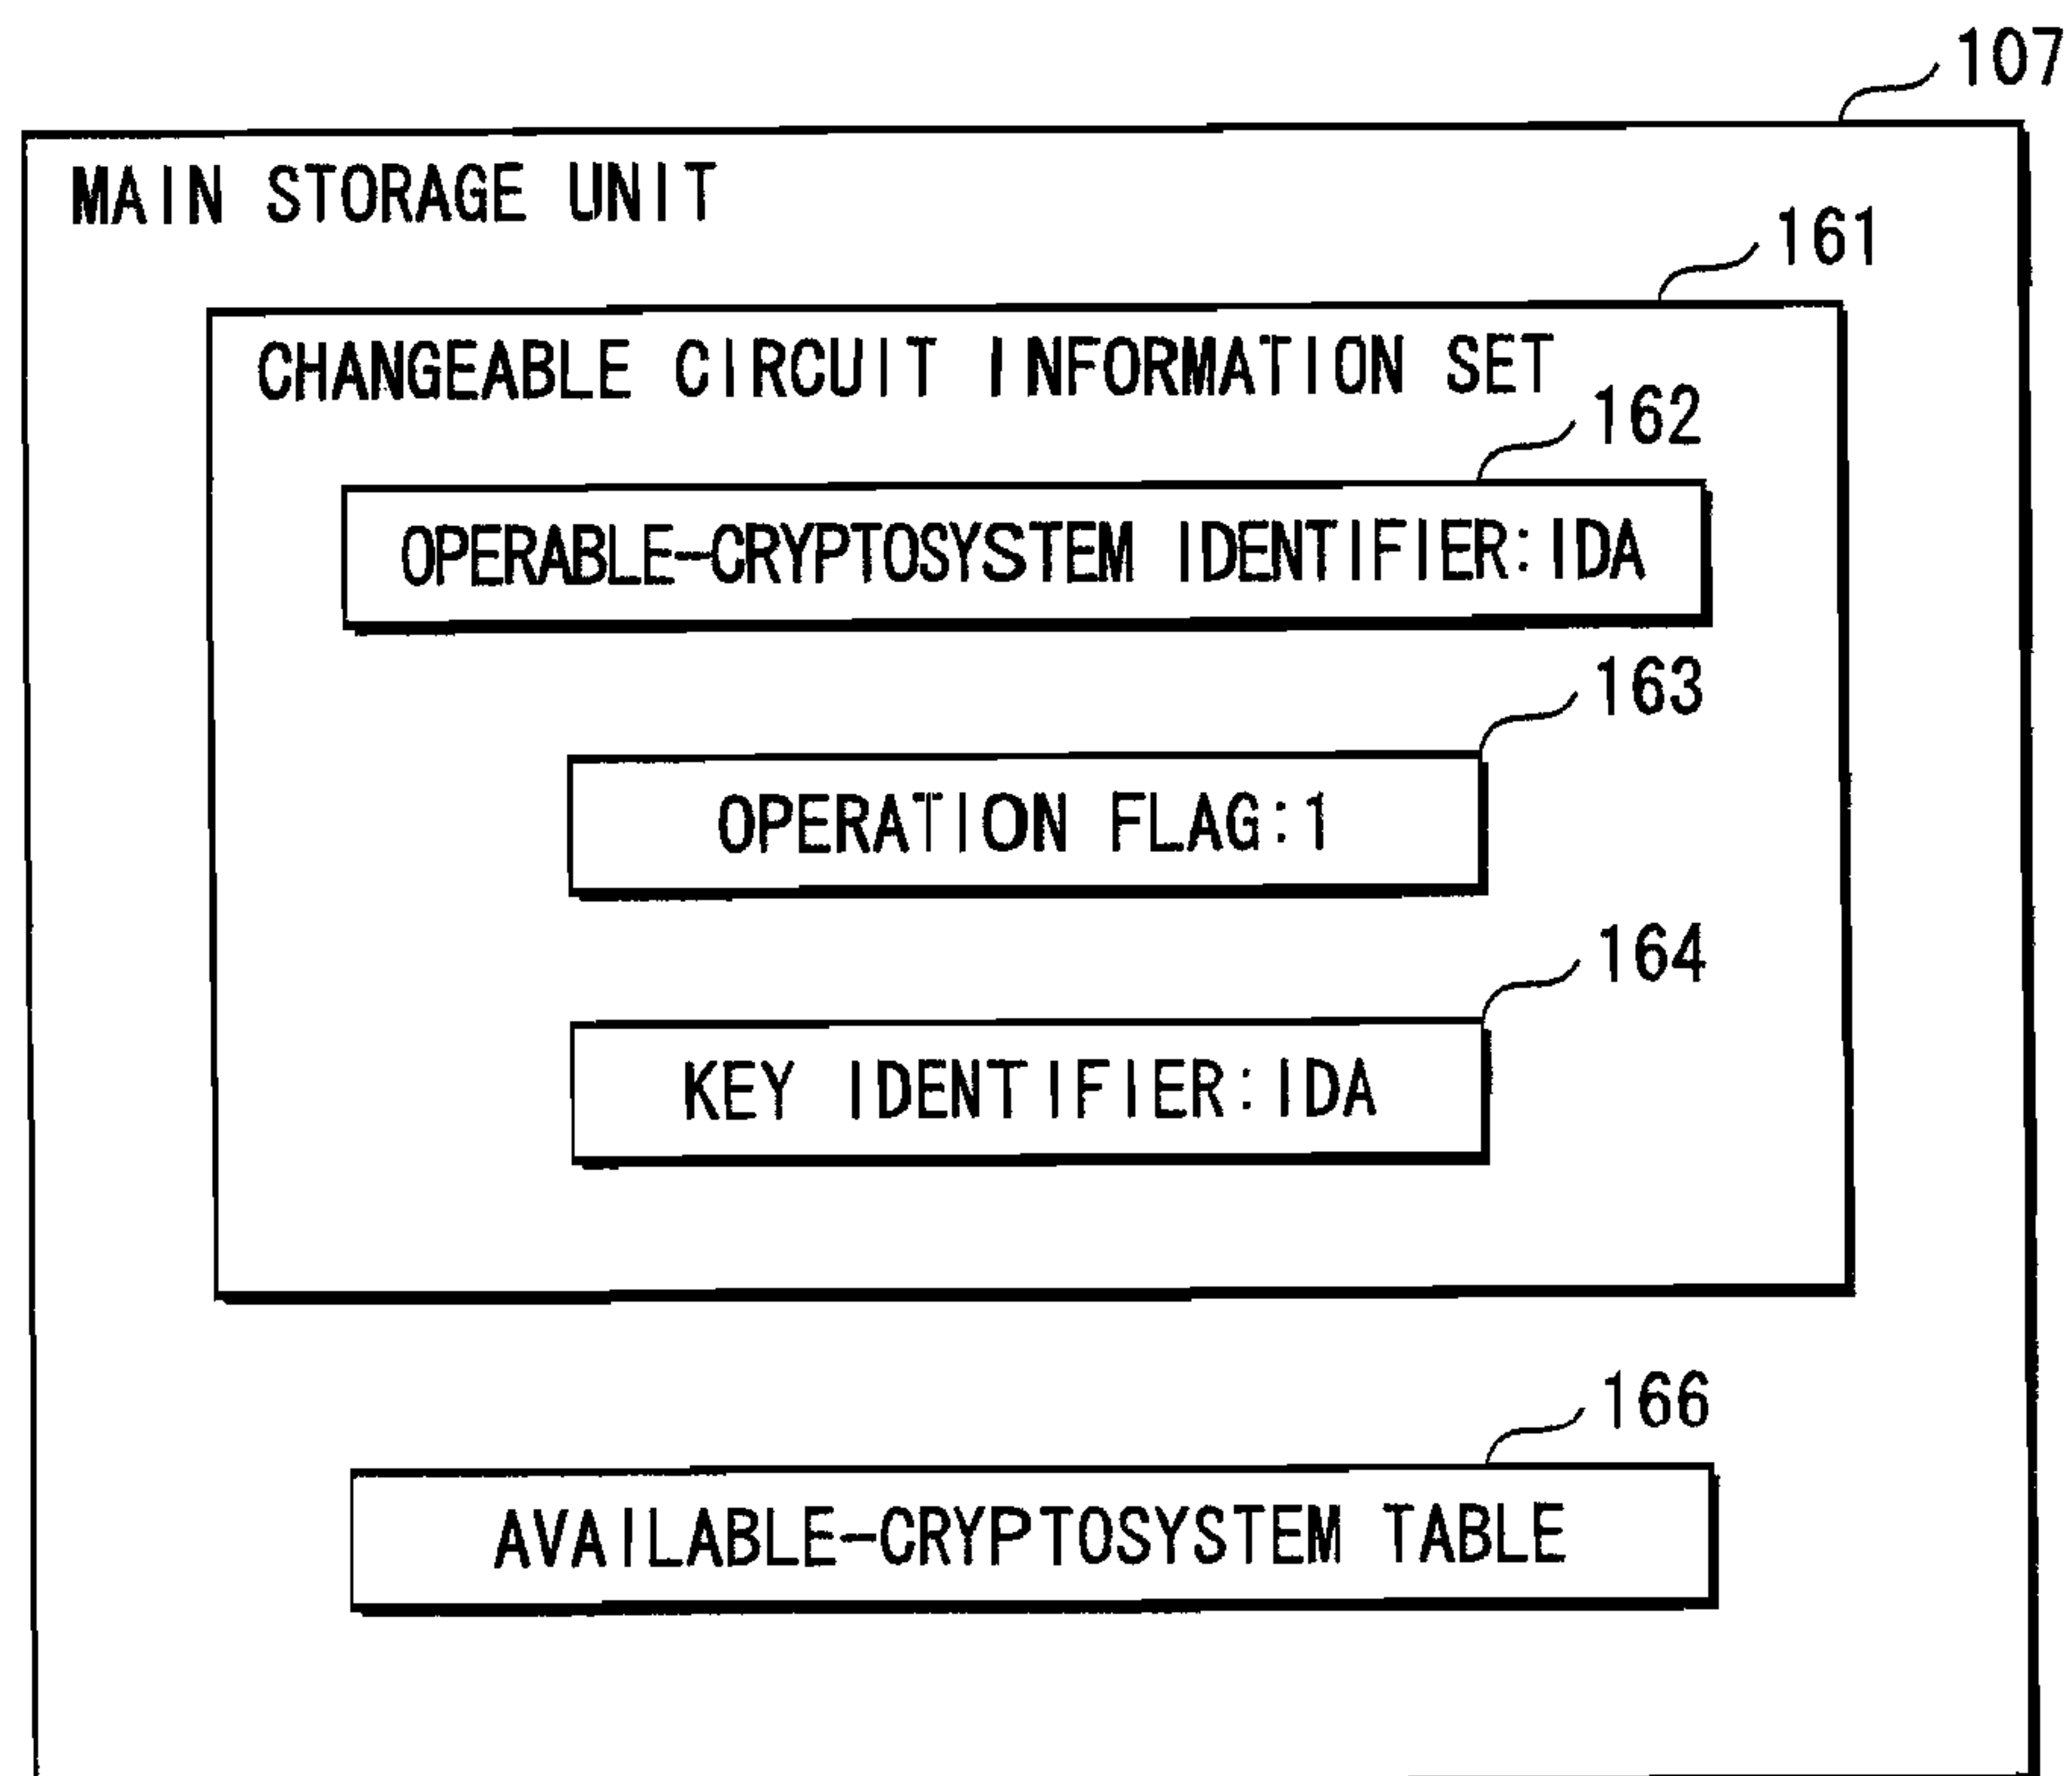 107
MAIN STORAGE UNIT
161
CHANGEABLE CIRCUIT INFORMATION SET
162
OPERABLE-CRYPTOSYSTEM IDENTIFIER:IDA
163
OPERATION FLAG:1
164
KEY IDENTIFIER:IDA
166
AVAILABLE-CRYPTOSYSTEM TABLE